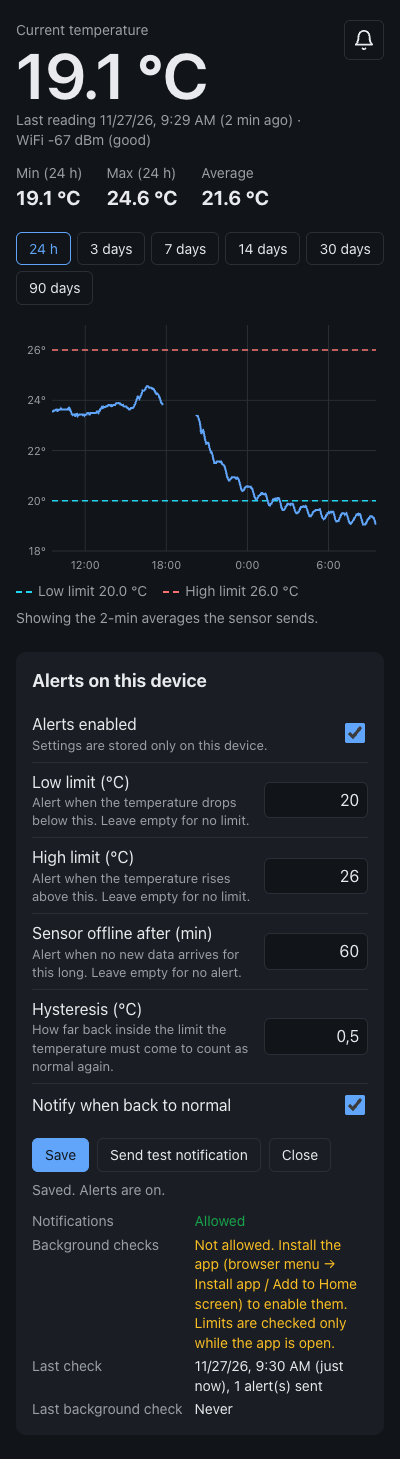 Current temperature
19.1 °C
Last reading 11/27/26, 9:29 AM (2 min ago) ·
WiFi -67 dBm (good)
Min (24 h) Max (24 h) Average
19.1 °C 24.6 °C 21.6 °C
24 h 3 days 7 days 14 days 30 days
90 days
26°
24°
22°
20°
18°
12:00 18:00 0:00 6:00
Low limit 20.0 °C High limit 26.0 °C
Showing the 2-min averages the sensor sends.
Alerts on this device
Alerts enabled
Settings are stored only on this device.
Low limit (°C)
Alert when the temperature drops
below this. Leave empty for no limit.
20
High limit (°C)
Alert when the temperature rises
above this. Leave empty for no limit.
26
Sensor offline after (min)
Alert when no new data arrives for
this long. Leave empty for no alert.
60
Hysteresis (°C)
How far back inside the limit the
temperature must come to count as
normal again.
0,5
Notify when back to normal
Save Send test notification Close
Saved. Alerts are on.
Notifications Allowed
Background checks Not allowed. Install the
app (browser menu →
Install app / Add to Home
screen) to enable them.
Limits are checked only
while the app is open.
Last check 11/27/26, 9:30 AM (just
now), 1 alert(s) sent
Last background check Never